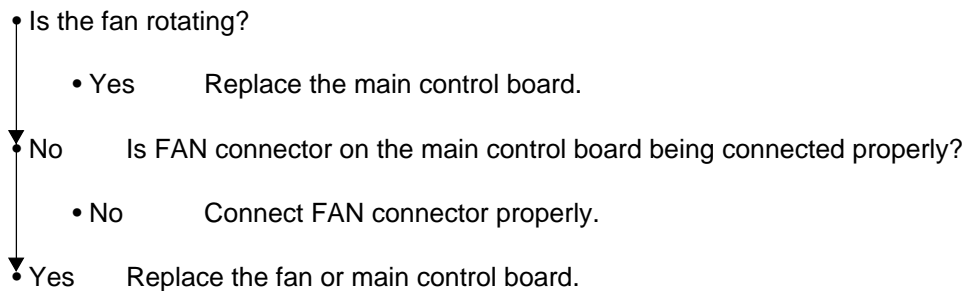 • Is the fan rotating?
• Yes Replace the main control board.
• No Is FAN connector on the main control board being connected properly?
• No Connect FAN connector properly.
• Yes Replace the fan or main control board.